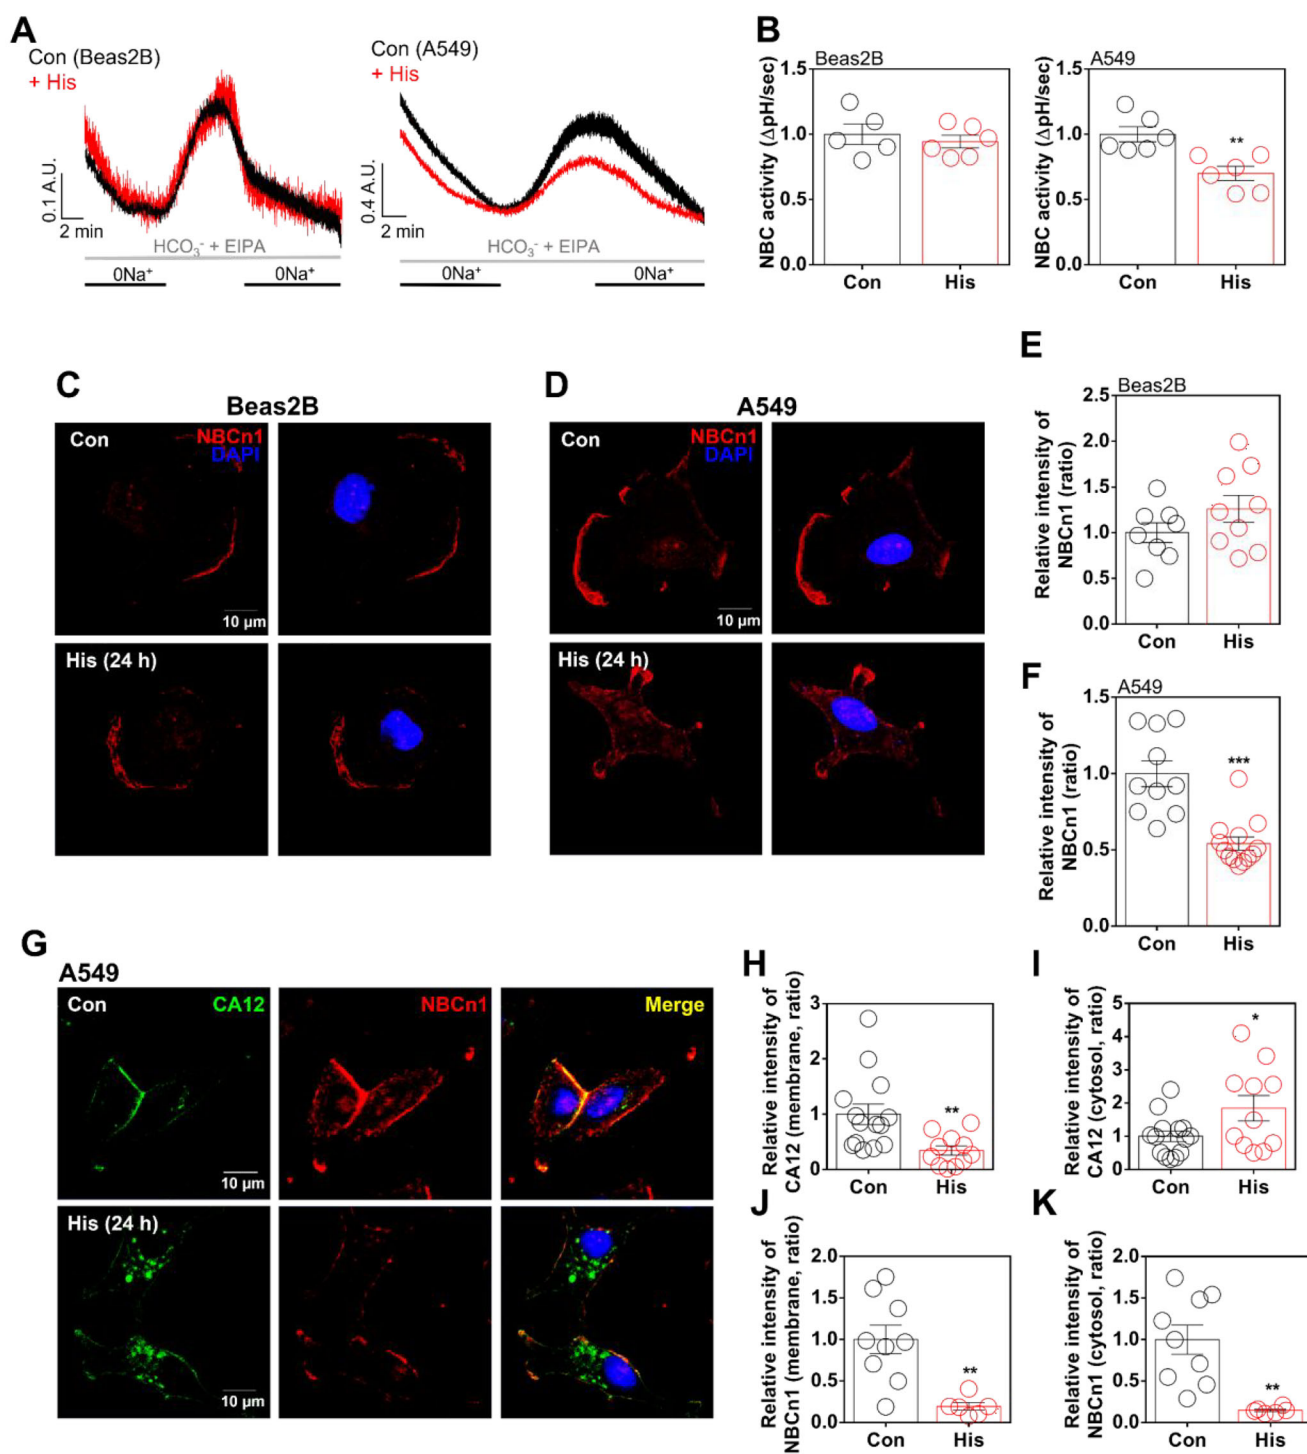 A
Con (Beas2B)
+ His
0.1 A.U.
2 min
HCO₃⁻ + EIPA
0Na⁺
0Na⁺
Con (A549)
+ His
0.4 A.U.
2 min
HCO₃⁻ + EIPA
0Na⁺
0Na⁺
B
Beas2B
NBC activity (ΔpH/sec)
1.5
1.0
0.5
0.0
Con
His
A549
NBC activity (ΔpH/sec)
1.5
1.0
0.5
0.0
**
Con
His
C
Beas2B
Con
NBCn1
DAPI
10 µm
His (24 h)
D
A549
Con
NBCn1
DAPI
10 µm
His (24 h)
E
Beas2B
Relative intensity of
NBCn1 (ratio)
2.5
2.0
1.5
1.0
0.5
0.0
Con
His
F
A549
Relative intensity of
NBCn1 (ratio)
1.5
1.0
0.5
0.0
***
Con
His
G
A549
Con
CA12
NBCn1
Merge
10 µm
His (24 h)
10 µm
H
Relative intensity of
CA12 (membrane, ratio)
3
2
1
0
**
Con
His
I
Relative intensity of
CA12 (cytosol, ratio)
5
4
3
2
1
0
*
Con
His
J
Relative intensity of
NBCn1 (membrane, ratio)
2.0
1.5
1.0
0.5
0.0
**
Con
His
K
Relative intensity of
NBCn1 (cytosol, ratio)
2.0
1.5
1.0
0.5
0.0
**
Con
His